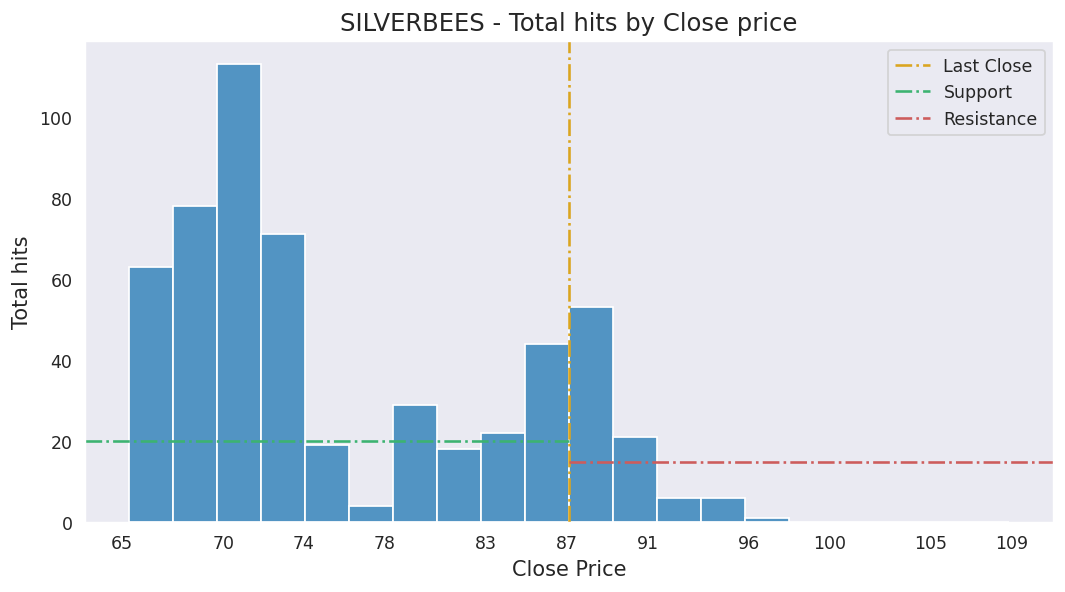 SILVERBEES - Total hits by Close price
Last Close
Support
Resistance
Total hits
100
80
60
40
20
0
65 70 74 78 83 87 91 96 100 105 109
Close Price